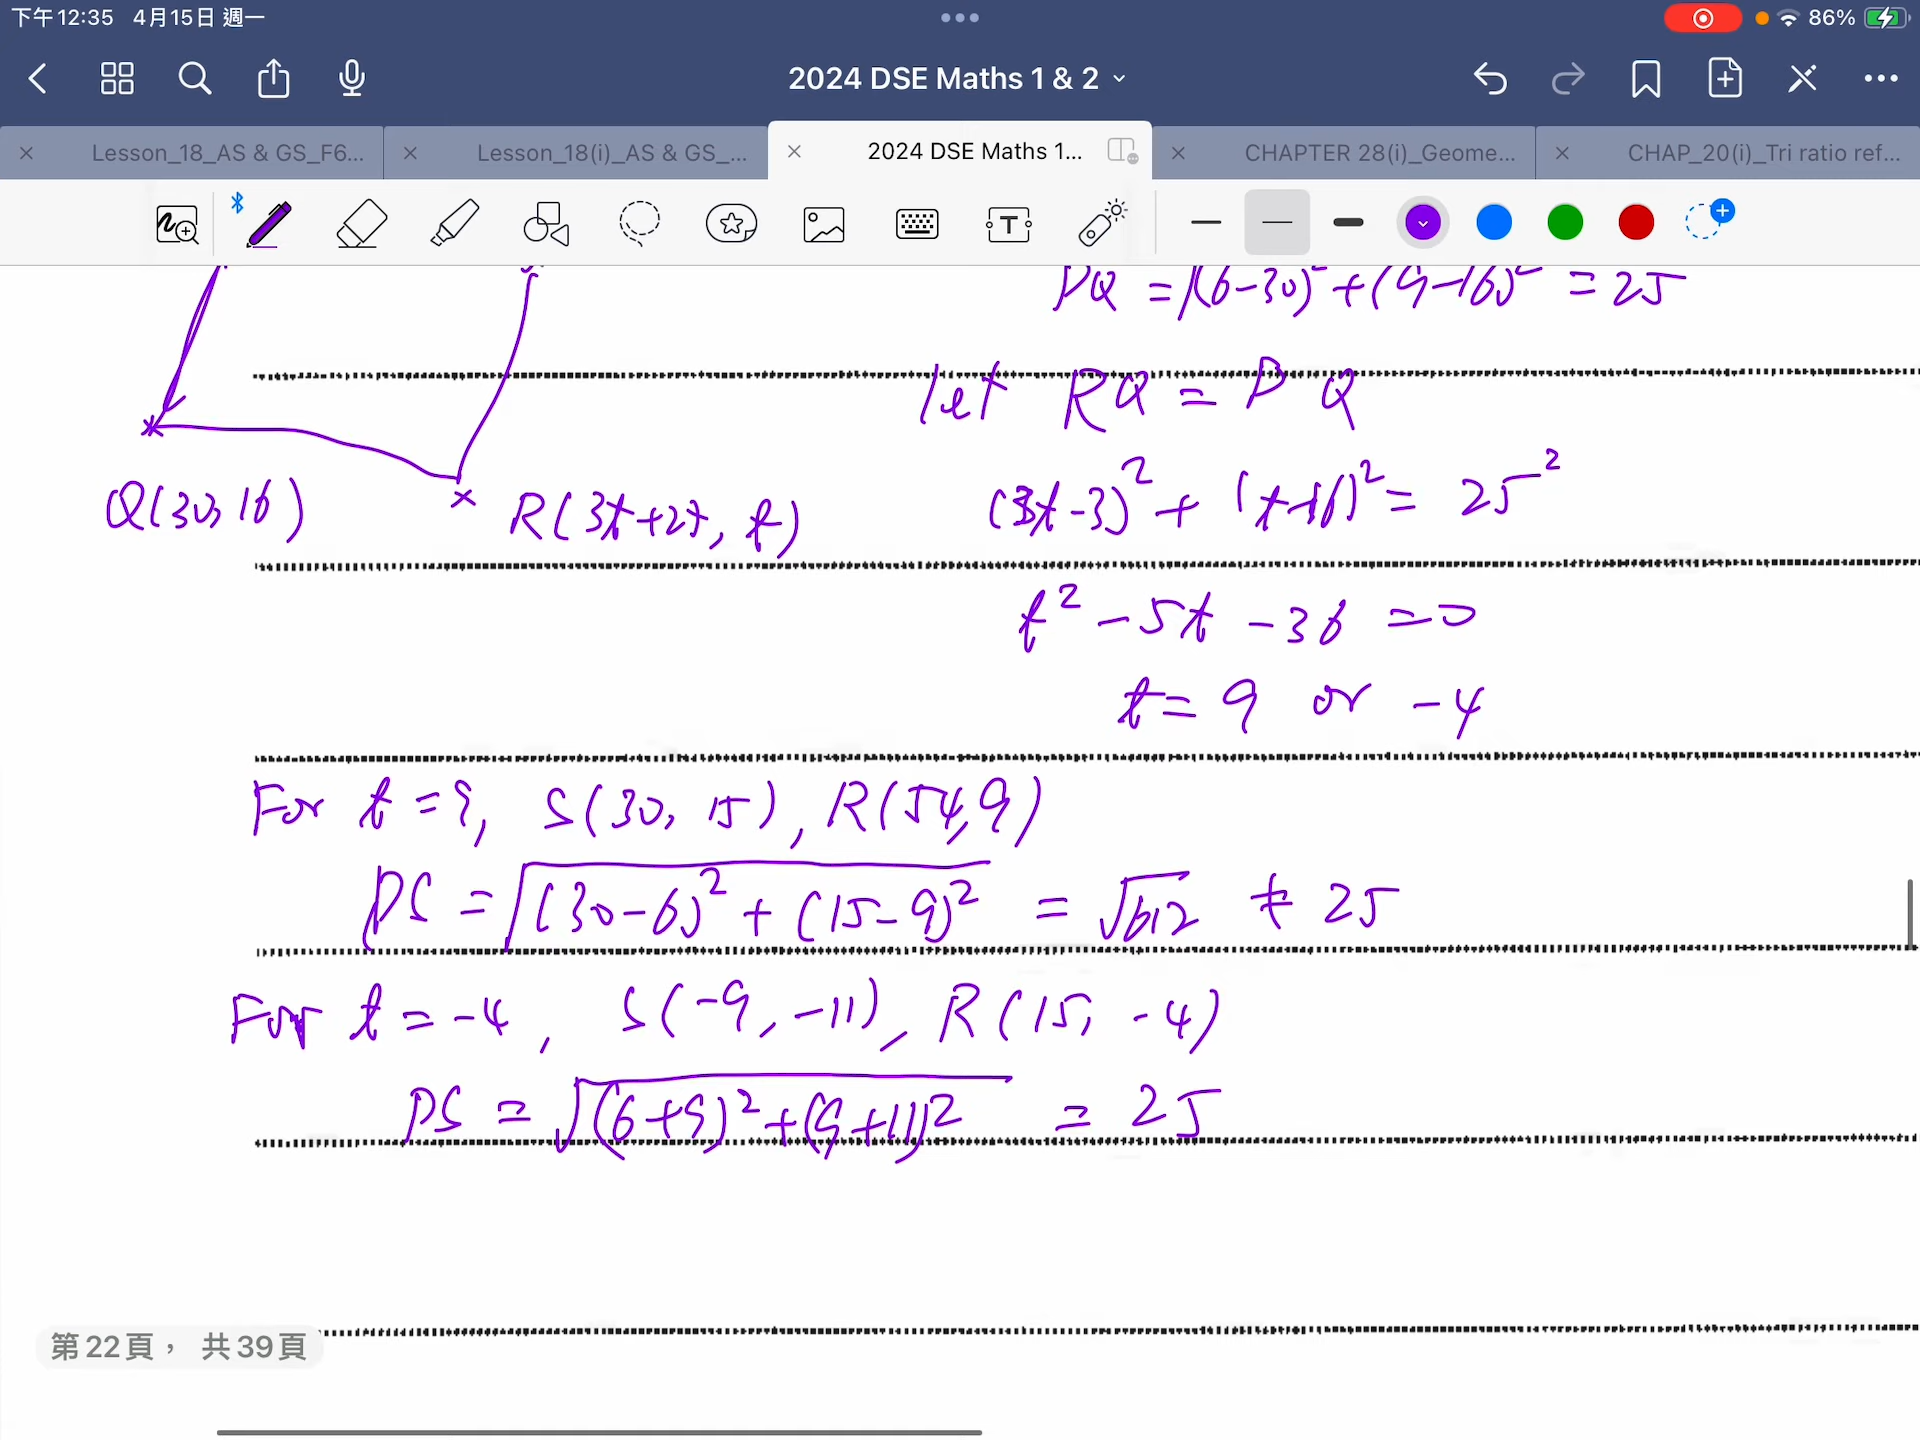 下午12:35 4月15日 週一
86%
2024 DSE Maths 1 & 2
Lesson_18_AS & GS_F6...
Lesson_18(i)_AS & GS_...
2024 DSE Maths 1...
CHAPTER 28(i)_Geome...
CHAP_20(i)_Tri ratio ref...
PQ = √(6-30)² + (9-16)² = 25
let RQ = PQ
Q(30, 16)
R(3t+27, t)
(3t-3)² + (t-16)² = 25²
t² - 5t - 36 = 0
t = 9 or -4
For t = 9, S(30, 15), R(54, 9)
PS = √(30-6)² + (15-9)² = √612 ≠ 25
For t = -4, S(-9, -11), R(15, -4)
PS = √(6+9)² + (9+11)² = 25
第22頁， 共39頁